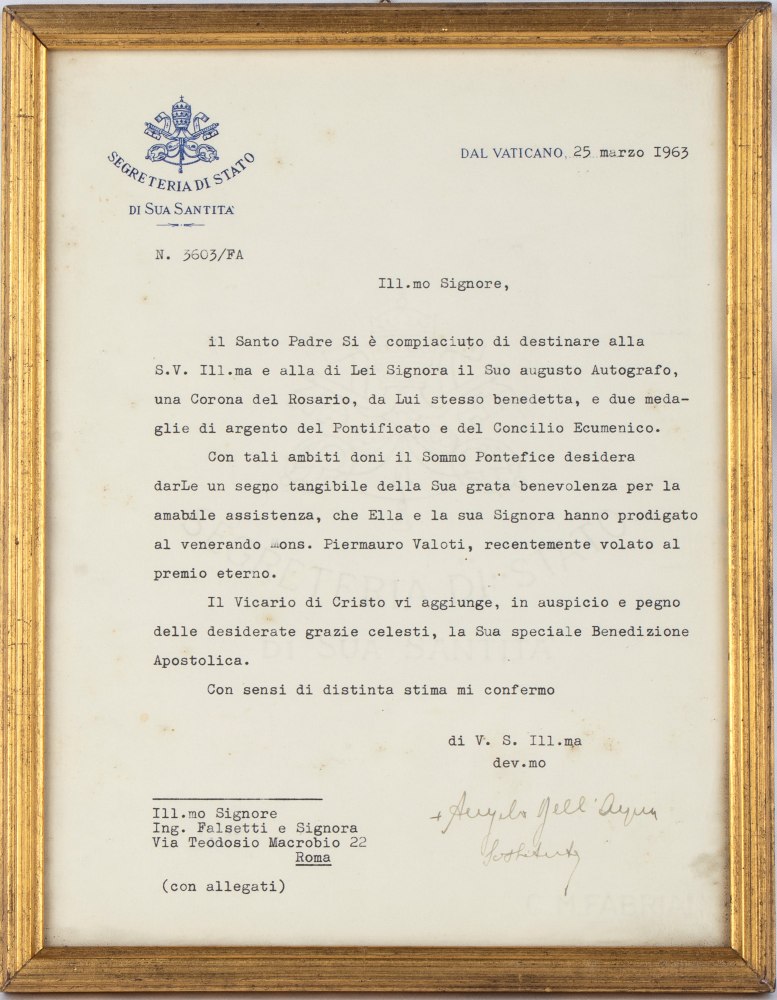 SEGRETERIA DI STATO
DI SUA SANTITA'
DAL VATICANO, 25 marzo 1963
N. 3603/FA
Ill.mo Signore,
il Santo Padre Si è compiaciuto di destinare alla
S.V. Ill.ma e alla di Lei Signora il Suo augusto Autografo,
una Corona del Rosario, da Lui stesso benedetta, e due meda-
glie di argento del Pontificato e del Concilio Ecumenico.
Con tali ambiti doni il Sommo Pontefice desidera
darLe un segno tangibile della Sua grata benevolenza per la
amabile assistenza, che Ella e la sua Signora hanno prodigato
al venerando mons. Piermauro Valoti, recentemente volato al
premio eterno.
Il Vicario di Cristo vi aggiunge, in auspicio e pegno
delle desiderate grazie celesti, la Sua speciale Benedizione
Apostolica.
Con sensi di distinta stima mi confermo
di V. S. Ill.ma
dev.mo
+ Angelo Dell'Acqua
Sostituto
Ill.mo Signore
Ing. Falsetti e Signora
Via Teodosio Macrobio 22
Roma
(con allegati)